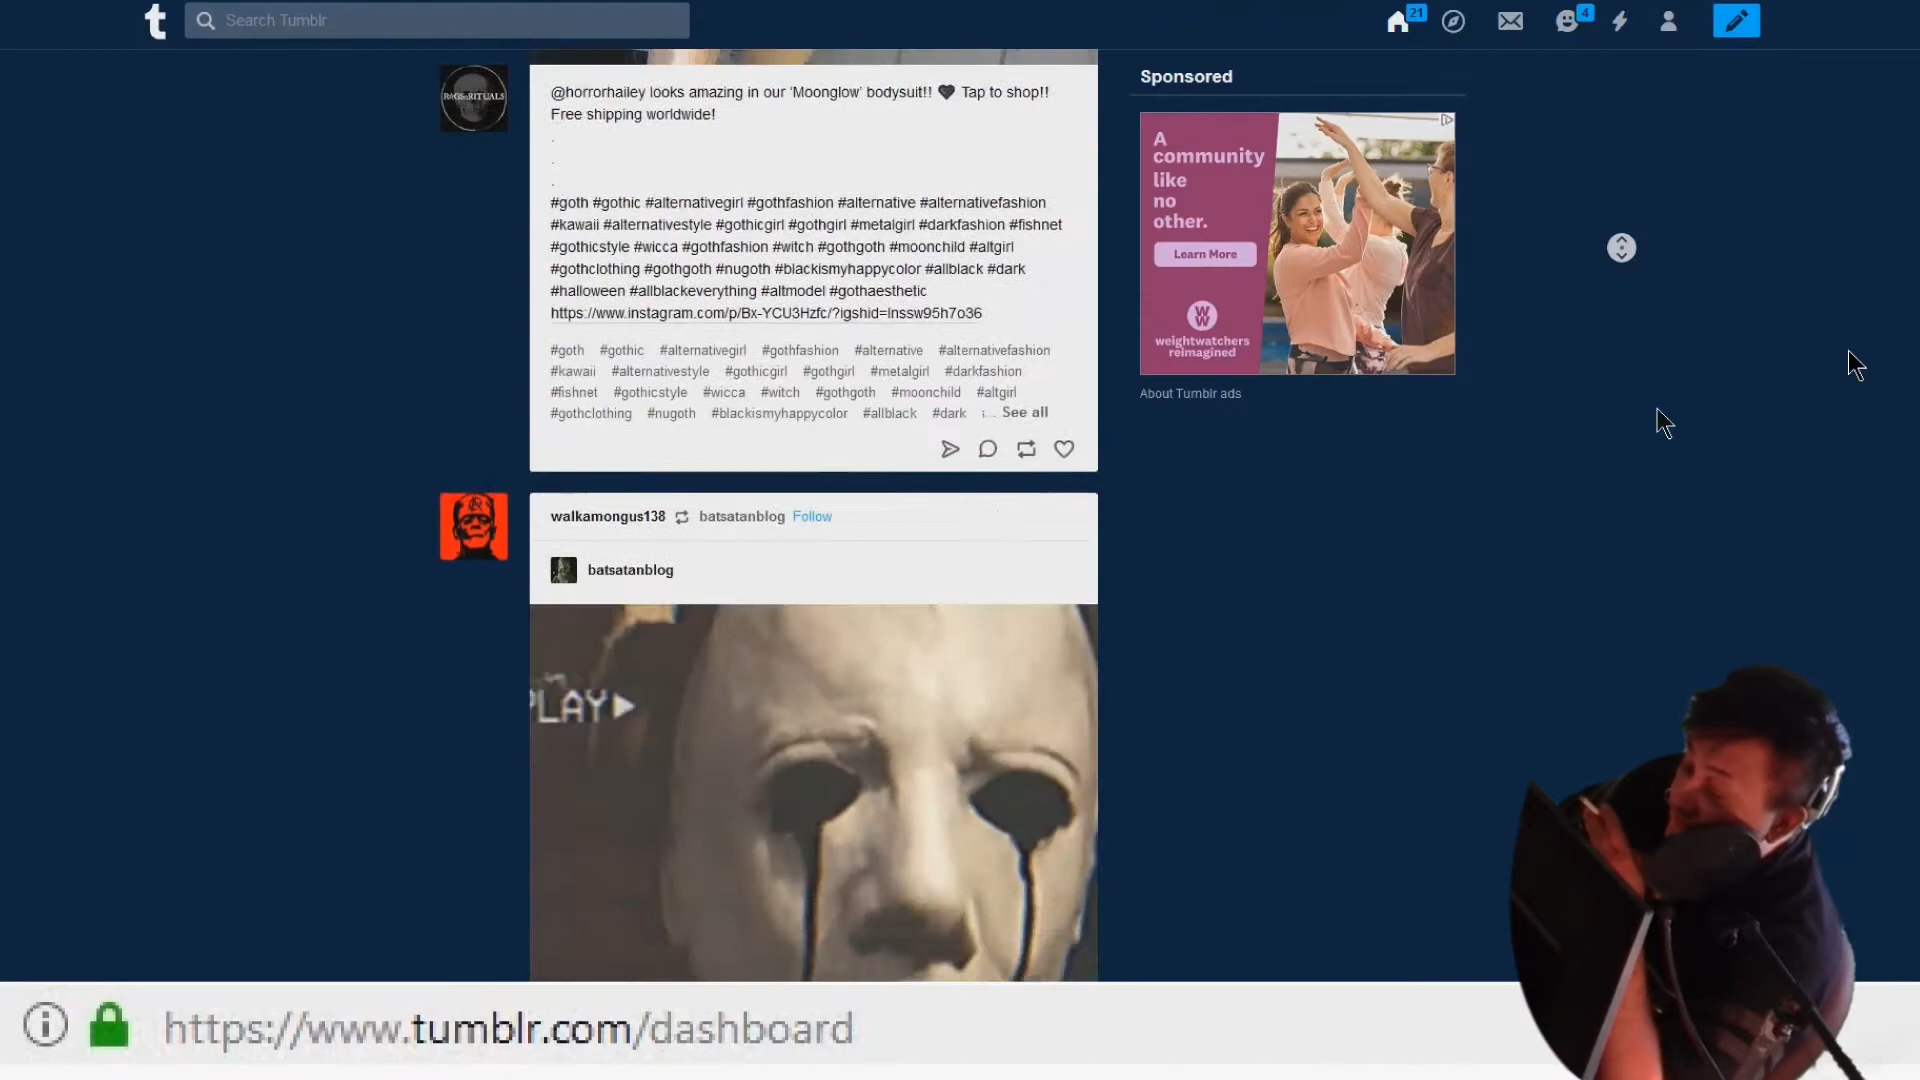 t Search Tumblr 21 4
RAGSnRITUALS
@horrorhailey looks amazing in our ‘Moonglow’ bodysuit!! 🖤 Tap to shop!!
Free shipping worldwide!
.
.
.
#goth #gothic #alternativegirl #gothfashion #alternative #alternativefashion
#kawaii #alternativestyle #gothicgirl #gothgirl #metalgirl #darkfashion #fishnet
#gothicstyle #wicca #gothfashion #witch #gothgoth #moonchild #altgirl
#gothclothing #gothgoth #nugoth #blackismyhappycolor #allblack #dark
#halloween #allblackeverything #altmodel #gothaesthetic
https://www.instagram.com/p/Bx-YCU3Hzfc/?igshid=lnssw95h7o36
#goth #gothic #alternativegirl #gothfashion #alternative #alternativefashion
#kawaii #alternativestyle #gothicgirl #gothgirl #metalgirl #darkfashion
#fishnet #gothicstyle #wicca #witch #gothgoth #moonchild #altgirl
#gothclothing #nugoth #blackismyhappycolor #allblack #dark ... See all
Sponsored
A
community
like
no
other.
Learn More
WW
weightwatchers
reimagined
About Tumblr ads
walkamongus138 batsatanblog Follow
batsatanblog
PLAY
https://www.tumblr.com/dashboard